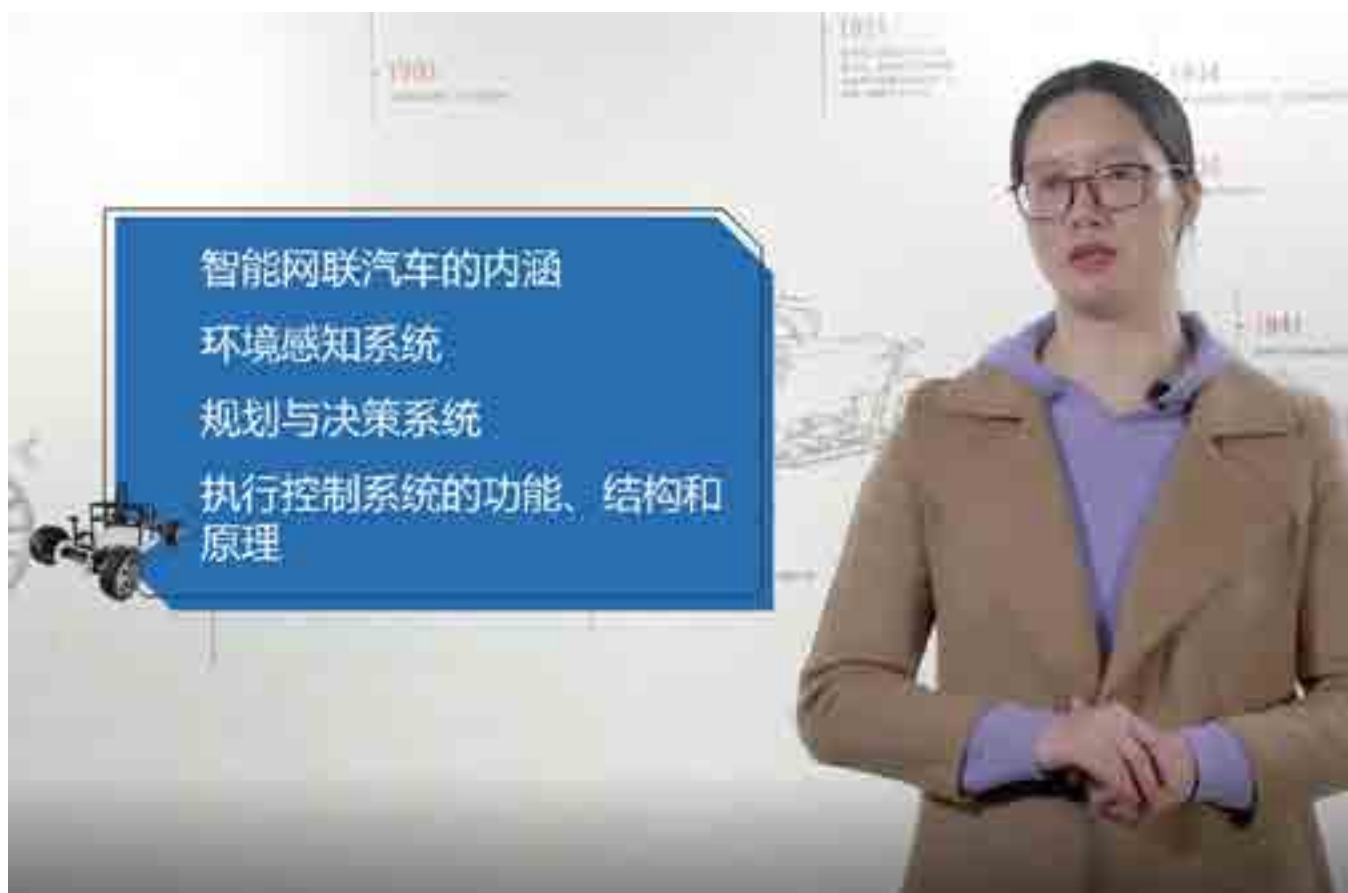 智能网联汽车的内涵
环境感知系统
规划与决策系统
执行控制系统的功能、结构和
原理